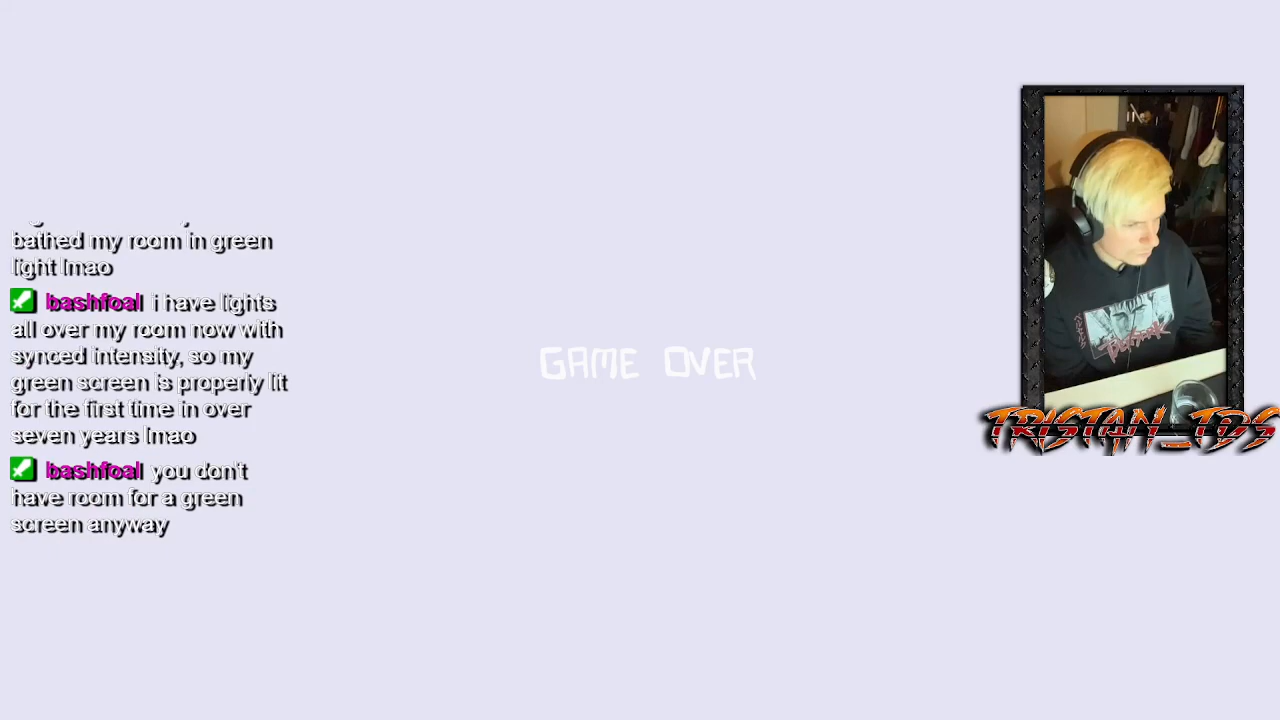 bathed my room in green
light lmao
bashfoal i have lights
all over my room now with
synced intensity, so my
green screen is properly lit
for the first time in over
seven years lmao
bashfoal you don't
have room for a green
screen anyway
GAME OVER
TRISTAN_TDS